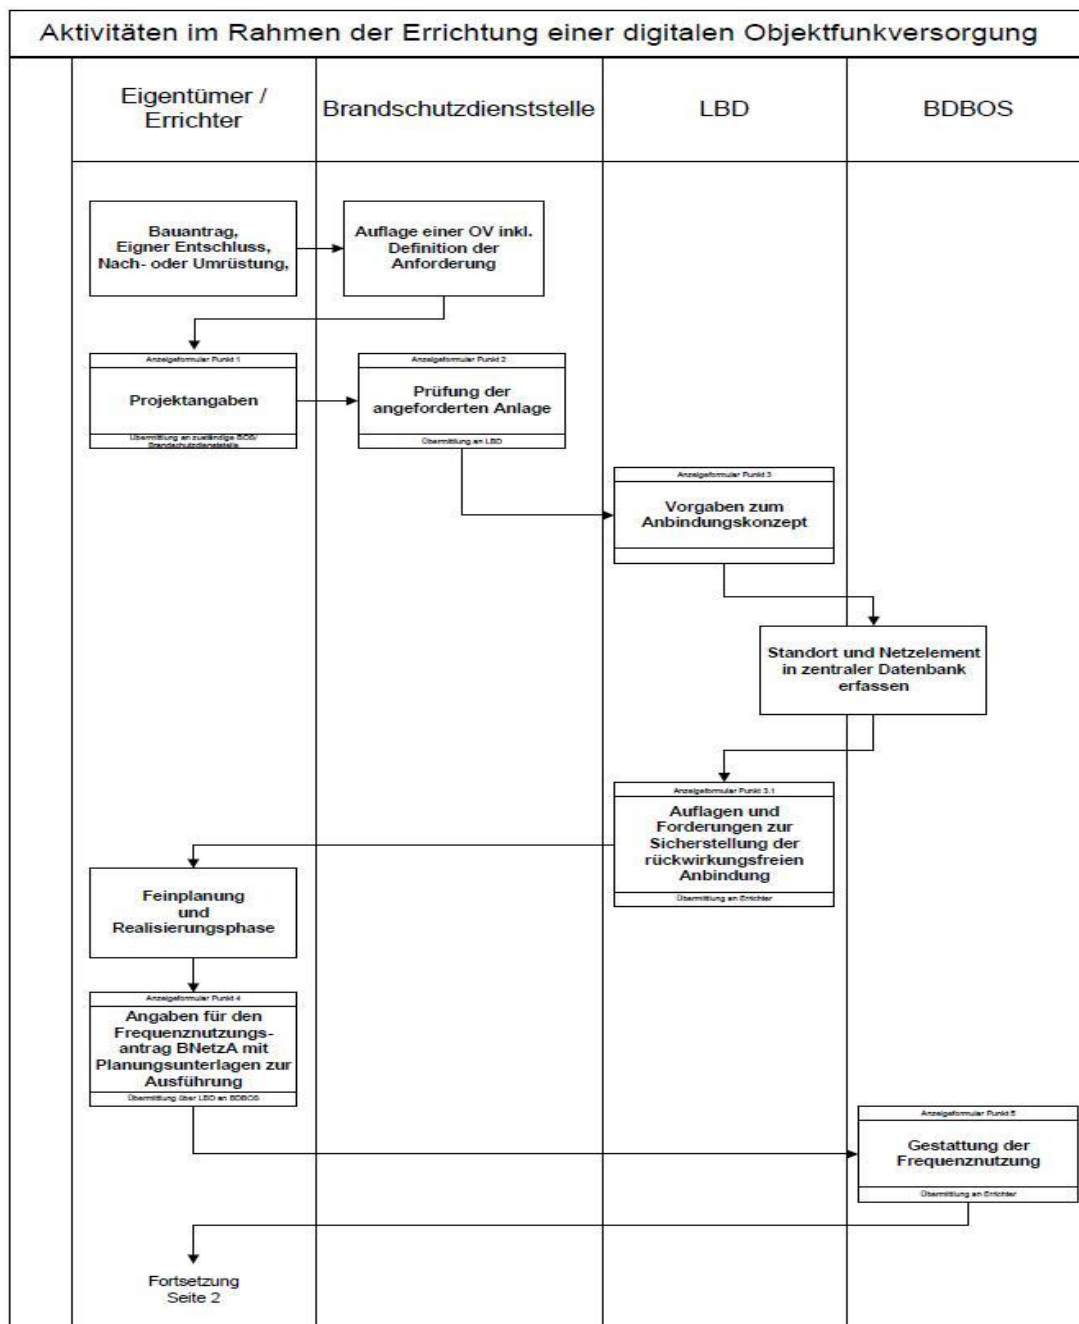 Aktivitäten im Rahmen der Errichtung einer digitalen Objektfunkversorgung
Eigentümer /
Errichter
Brandschutzdienststelle
LBD
BDBOS
Bauantrag,
Eigner Entschluss,
Nach- oder Umrüstung,
Auflage einer OV inkl.
Definition der
Anforderung
Anzeigeformular Punkt 1
Projektangaben
Übermittlung an zuständige BOS/
Brandschutzdienststelle
Anzeigeformular Punkt 2
Prüfung der
angeforderten Anlage
Übermittlung an LBD
Anzeigeformular Punkt 3
Vorgaben zum
Anbindungskonzept
Standort und Netzelement
in zentraler Datenbank
erfassen
Anzeigeformular Punkt 3.1
Auflagen und
Forderungen zur
Sicherstellung der
rückwirkungsfreien
Anbindung
Übermittlung an Errichter
Feinplanung
und
Realisierungsphase
Anzeigeformular Punkt 4
Angaben für den
Frequenznutzungs-
antrag BNetzA mit
Planungsunterlagen zur
Ausführung
Übermittlung über LBD an BDBOS
Anzeigeformular Punkt 5
Gestattung der
Frequenznutzung
Übermittlung an Errichter
Fortsetzung
Seite 2